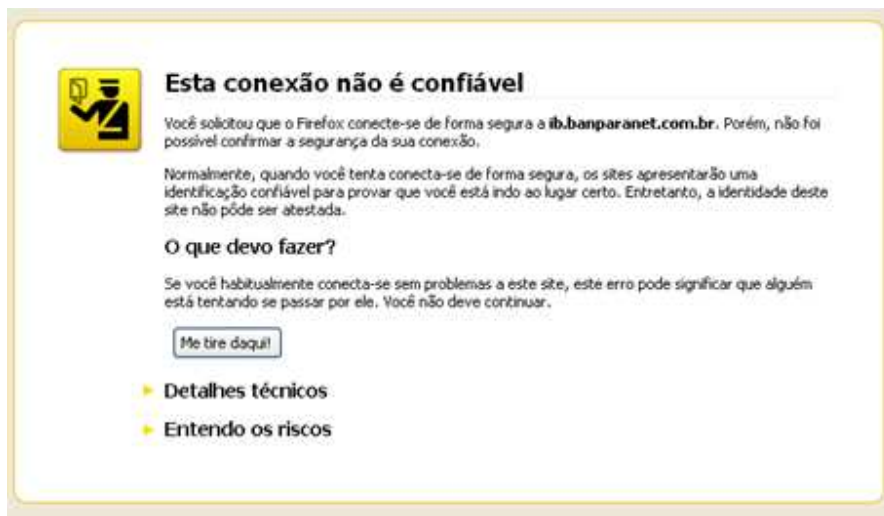 Esta conexão não é confiável
Você solicitou que o Firefox conecte-se de forma segura a ib.banparanet.com.br. Porém, não foi
possível confirmar a segurança da sua conexão.
Normalmente, quando você tenta conecta-se de forma segura, os sites apresentarão uma
identificação confiável para provar que você está indo ao lugar certo. Entretanto, a identidade deste
site não pôde ser atestada.
O que devo fazer?
Se você habitualmente conecta-se sem problemas a este site, este erro pode significar que alguém
está tentando se passar por ele. Você não deve continuar.
Me tire daqui!
Detalhes técnicos
Entendo os riscos